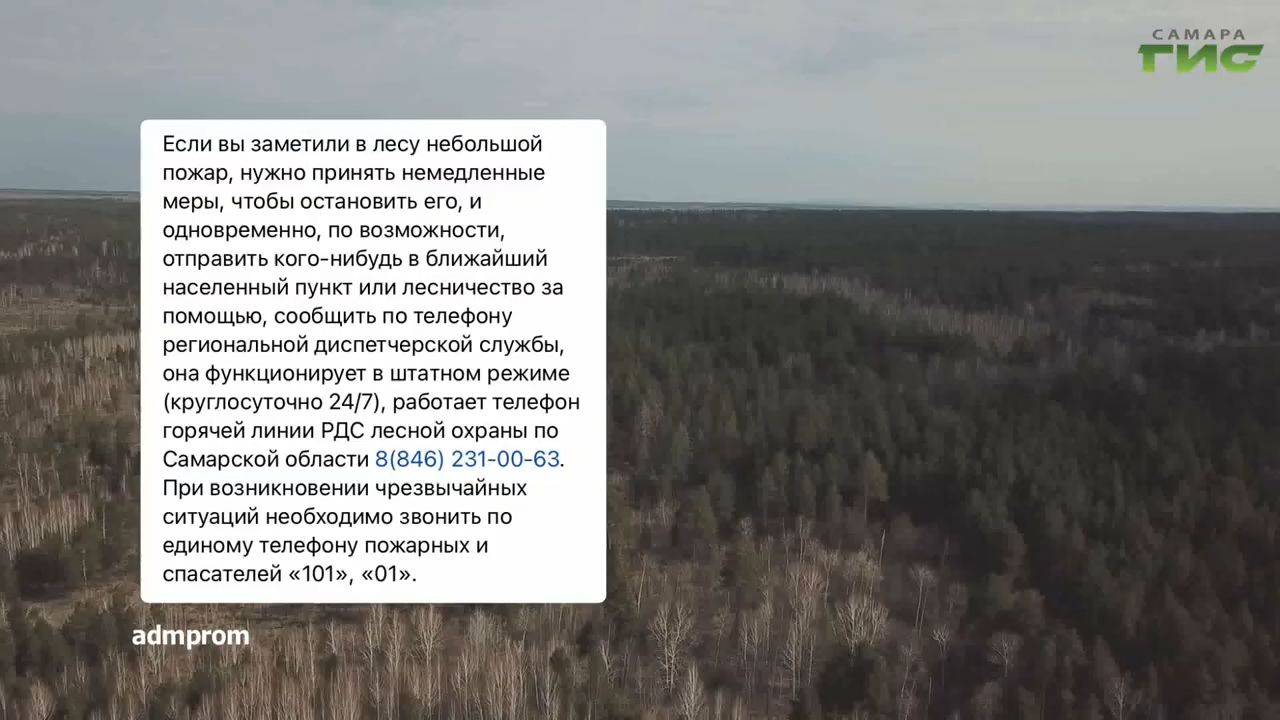 САМАРА
ГИС
Если вы заметили в лесу небольшой
пожар, нужно принять немедленные
меры, чтобы остановить его, и
одновременно, по возможности,
отправить кого-нибудь в ближайший
населенный пункт или лесничество за
помощью, сообщить по телефону
региональной диспетчерской службы,
она функционирует в штатном режиме
(круглосуточно 24/7), работает телефон
горячей линии РДС лесной охраны по
Самарской области 8(846) 231-00-63.
При возникновении чрезвычайных
ситуаций необходимо звонить по
единому телефону пожарных и
спасателей «101», «01».
admprom